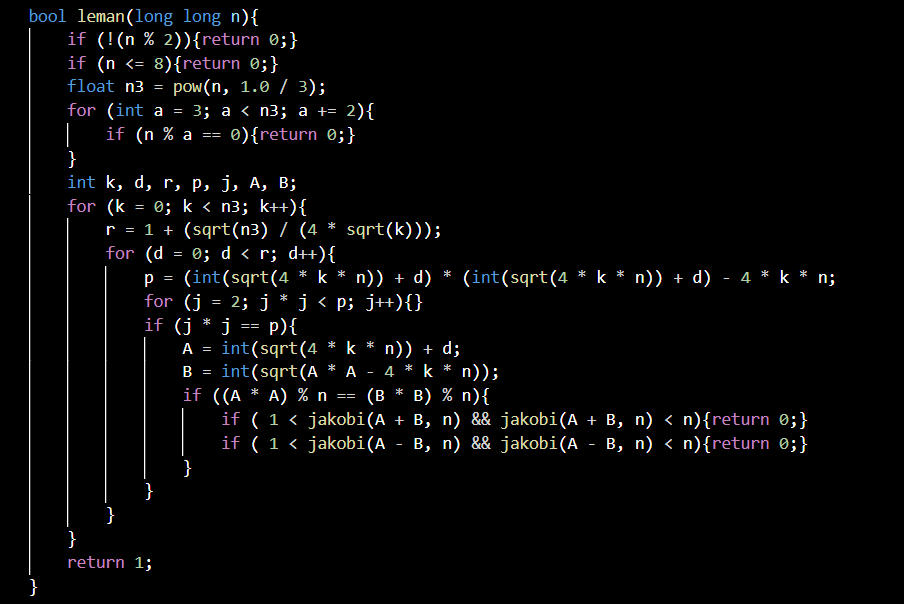 bool leman(long long n){
    if (!(n % 2)){return 0;}
    if (n <= 8){return 0;}
    float n3 = pow(n, 1.0 / 3);
    for (int a = 3; a < n3; a += 2){
        if (n % a == 0){return 0;}
    }
    int k, d, r, p, j, A, B;
    for (k = 0; k < n3; k++){
        r = 1 + (sqrt(n3) / (4 * sqrt(k)));
        for (d = 0; d < r; d++){
            p = (int(sqrt(4 * k * n)) + d) * (int(sqrt(4 * k * n)) + d) - 4 * k * n;
            for (j = 2; j * j < p; j++){}
            if (j * j == p){
                A = int(sqrt(4 * k * n)) + d;
                B = int(sqrt(A * A - 4 * k * n));
                if ((A * A) % n == (B * B) % n){
                    if ( 1 < jakobi(A + B, n) && jakobi(A + B, n) < n){return 0;}
                    if ( 1 < jakobi(A - B, n) && jakobi(A - B, n) < n){return 0;}
                }
            }
        }
    }
    return 1;
}